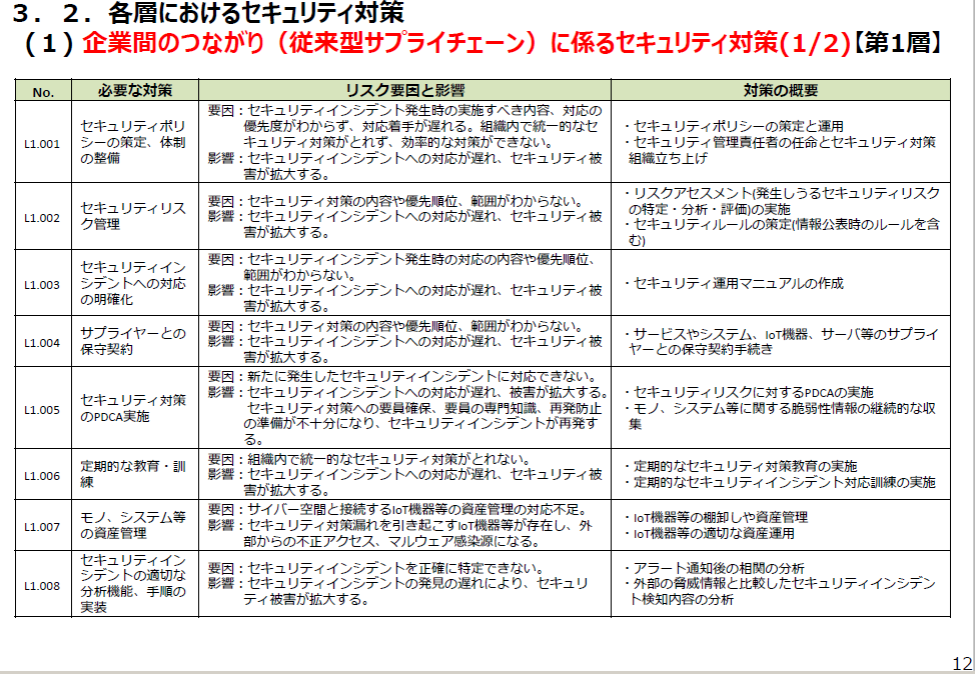 ３．２．各層におけるセキュリティ対策
（１）企業間のつながり（従来型サプライチェーン）に係るセキュリティ対策(1/2)【第1層】
No. 必要な対策 リスク要因と影響 対策の概要
L1.001
セキュリティポリ
シーの策定、体制
の整備
要因：セキュリティインシデント発生時の実施すべき内容、対応の
優先度がわからず、対応着手が遅れる。組織内で統一的なセ
キュリティ対策がとれず、効率的な対策ができない。
影響：セキュリティインシデントへの対応が遅れ、セキュリティ被
害が拡大する。
・セキュリティポリシーの策定と運用
・セキュリティ管理責任者の任命とセキュリティ対策
組織立ち上げ
L1.002
セキュリティリス
ク管理
要因：セキュリティ対策の内容や優先順位、範囲がわからない。
影響：セキュリティインシデントへの対応が遅れ、セキュリティ被
害が拡大する。
・リスクアセスメント(発生しうるセキュリティリスク
の特定・分析・評価)の実施
・セキュリティルールの策定(情報公表時のルールを含
む)
L1.003
セキュリティイン
シデントへの対応
の明確化
要因：セキュリティインシデント発生時の対応の内容や優先順位、
範囲がわからない。
影響：セキュリティインシデントへの対応が遅れ、セキュリティ被
害が拡大する。
・セキュリティ運用マニュアルの作成
L1.004
サプライヤーとの
保守契約
要因：セキュリティ対策の内容や優先順位、範囲がわからない。
影響：セキュリティインシデントへの対応が遅れ、セキュリティ被
害が拡大する。
・サービスやシステム、IoT機器、サーバ等のサプライ
ヤーとの保守契約手続き
L1.005
セキュリティ対策
のPDCA実施
要因：新たに発生したセキュリティインシデントに対応できない。
影響：セキュリティインシデントへの対応が遅れ、被害が拡大する。
セキュリティ対策への要員確保、要員の専門知識、再発防止
の準備が不十分になり、セキュリティインシデントが再発す
る。
・セキュリティリスクに対するPDCAの実施
・モノ、システム等に関する脆弱性情報の継続的な収
集
L1.006
定期的な教育・訓
練
要因：組織内で統一的なセキュリティ対策がとれない。
影響：セキュリティインシデントへの対応が遅れ、セキュリティ被
害が拡大する。
・定期的なセキュリティ対策教育の実施
・定期的なセキュリティインシデント対応訓練の実施
L1.007
モノ、システム等
の資産管理
要因：サイバー空間と接続するIoT機器等の資産管理の対応不足。
影響：セキュリティ対策漏れを引き起こすIoT機器等が存在し、外
部からの不正アクセス、マルウェア感染源になる。
・IoT機器等の棚卸しや資産管理
・IoT機器等の適切な資産運用
L1.008
セキュリティイン
シデントの適切な
分析機能、手順の
実装
要因：セキュリティインシデントを正確に特定できない。
影響：セキュリティインシデントの発見の遅れにより、セキュリ
ティ被害が拡大する。
・アラート通知後の相関の分析
・外部の脅威情報と比較したセキュリティインシデン
ト検知内容の分析
12